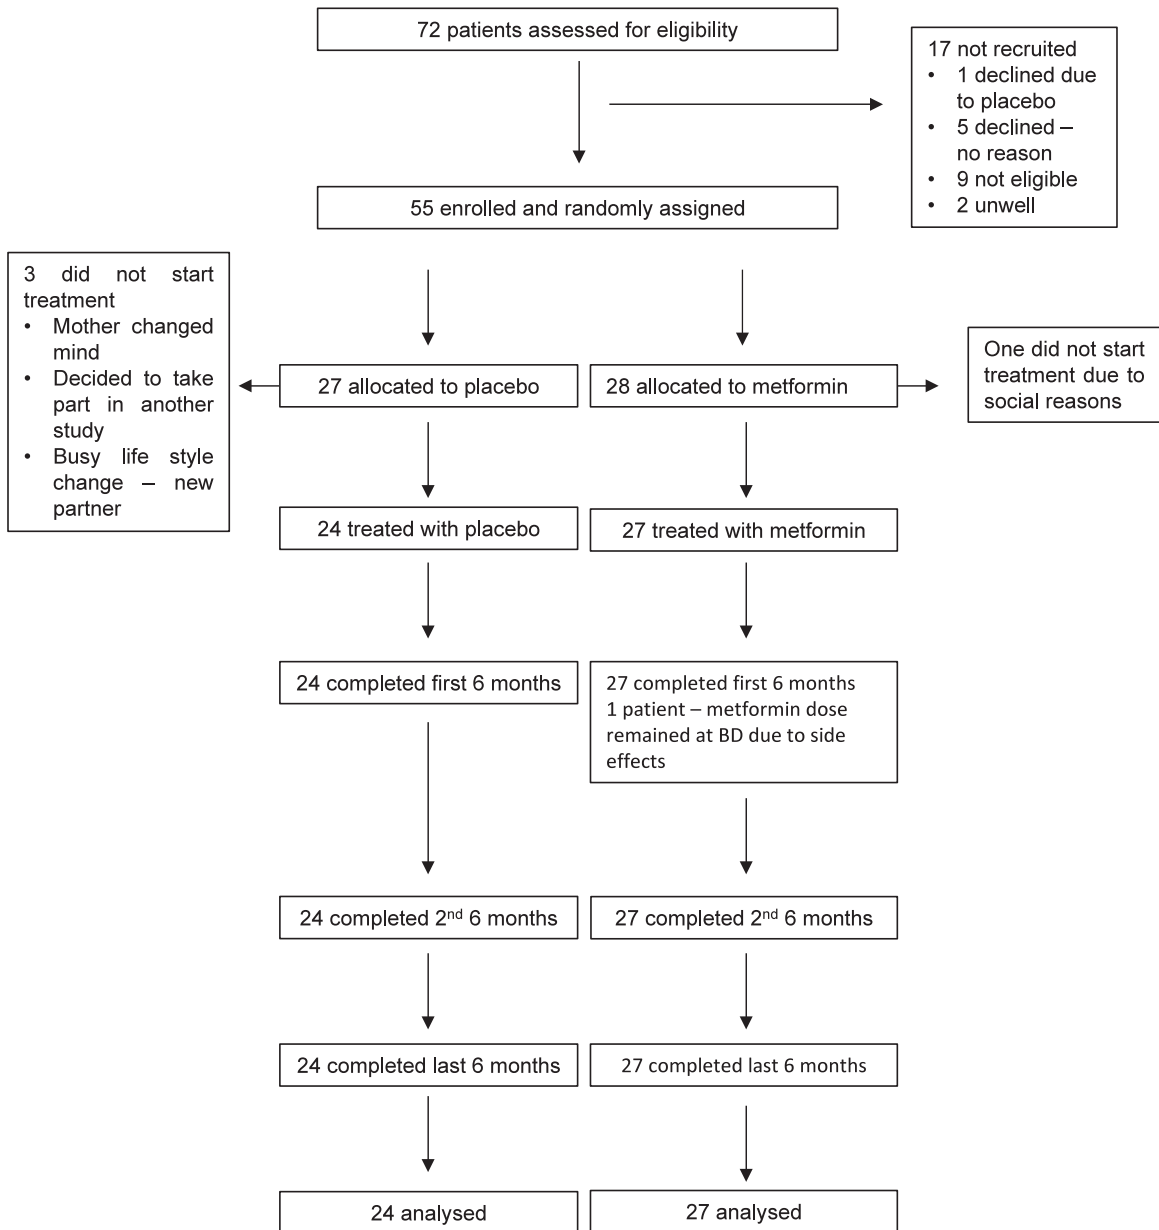 72 patients assessed for eligibility
17 not recruited
• 1 declined due
to placebo
• 5 declined –
no reason
• 9 not eligible
• 2 unwell
55 enrolled and randomly assigned
3 did not start
treatment
• Mother changed
mind
• Decided to take
part in another
study
• Busy life style
change – new
partner
27 allocated to placebo
28 allocated to metformin
One did not start
treatment due to
social reasons
24 treated with placebo
27 treated with metformin
24 completed first 6 months
27 completed first 6 months
1 patient – metformin dose
remained at BD due to side
effects
24 completed 2nd 6 months
27 completed 2nd 6 months
24 completed last 6 months
27 completed last 6 months
24 analysed
27 analysed